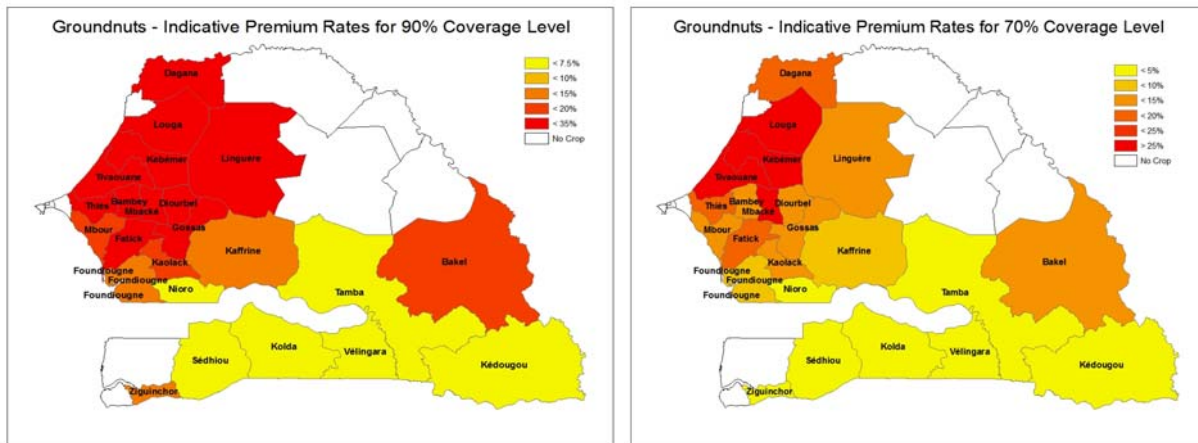 Groundnuts - Indicative Premium Rates for 90% Coverage Level
< 7.5%
< 10%
< 15%
< 20%
< 35%
No Crop
Dagana
Louga
Kébémer
Linguère
Tivaouane
Thiès
Bambey
Mbacké
Diourbel
Mbour
Fatick
Gossas
Kaffrine
Kaolack
Foundiougne
Foundiougne
Foundiougne
Nioro
Tamba
Bakel
Sédhiou
Kolda
Vélingara
Kédougou
Ziguinchor
Groundnuts - Indicative Premium Rates for 70% Coverage Level
< 5%
< 10%
< 15%
< 20%
< 25%
> 25%
No Crop
Dagana
Louga
Kébémer
Linguère
Tivaouane
Thiès
Bambey
Mbacké
Diourbel
Mbour
Fatick
Gossas
Kaffrine
Kaolack
Foundiougne
Foundiougne
Foundiougne
Nioro
Tamba
Bakel
Sédhiou
Kolda
Vélingara
Kédougou
Ziguinchor